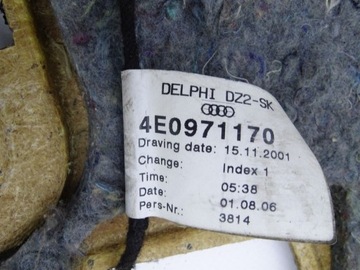 DELPHI DZ2-SK
4E0971170
Draving date: 15.11.2001
Change: Index 1
Time: 05:38
Date: 01.08.06
Pers-Nr.: 3814